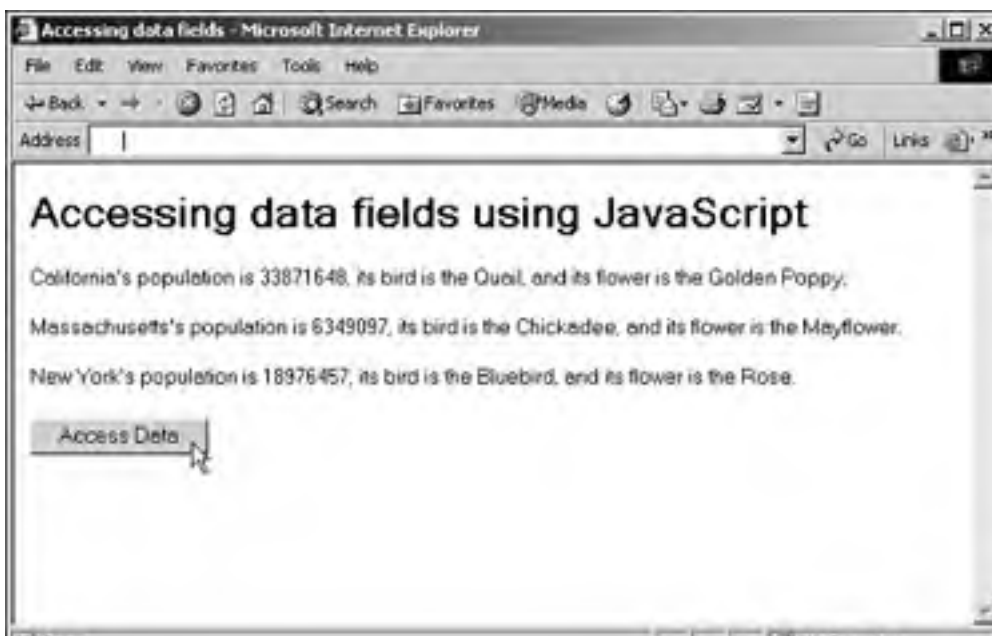 Accessing data fields - Microsoft Internet Explorer
File Edit View Favorites Tools Help
Back Search Favorites Media
Address Go Links
Accessing data fields using JavaScript
California's population is 33871648, its bird is the Quail, and its flower is the Golden Poppy.
Massachusetts's population is 6349097, its bird is the Chickadee, and its flower is the Mayflower.
New York's population is 18976457, its bird is the Bluebird, and its flower is the Rose.
Access Data